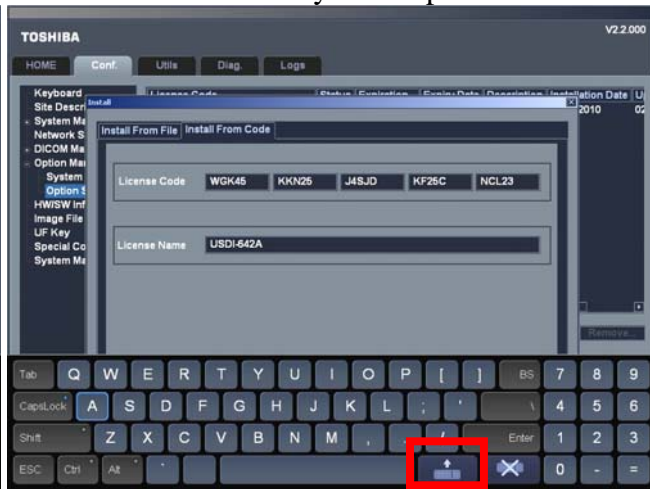 TOSHIBA V2.2.000
HOME Conf. Utils Diag. Logs
Keyboard
Site Descri
Install
System Ma 2010 02
Network S Install From File Install From Code
DICOM Ma
Option Mai
System License Code WGK45 KKN25 J4SJD KF25C NCL23
Option S
HW/SW Inf
Image File
UF Key
Special Co License Name USDI-642A
System Ma
Remove...
Tab Q W E R T Y U I O P [ ] BS 7 8 9
CapsLock A S D F G H J K L ; ' \ 4 5 6
Shift Z X C V B N M , . / Enter 1 2 3
ESC Ctrl Alt ` 0 - =